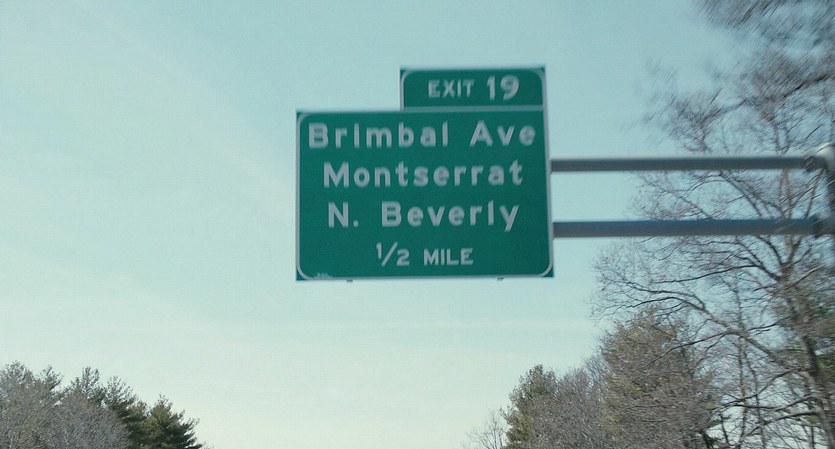 EXIT 19
Brimbal Ave
Montserrat
N. Beverly
1/2 MILE